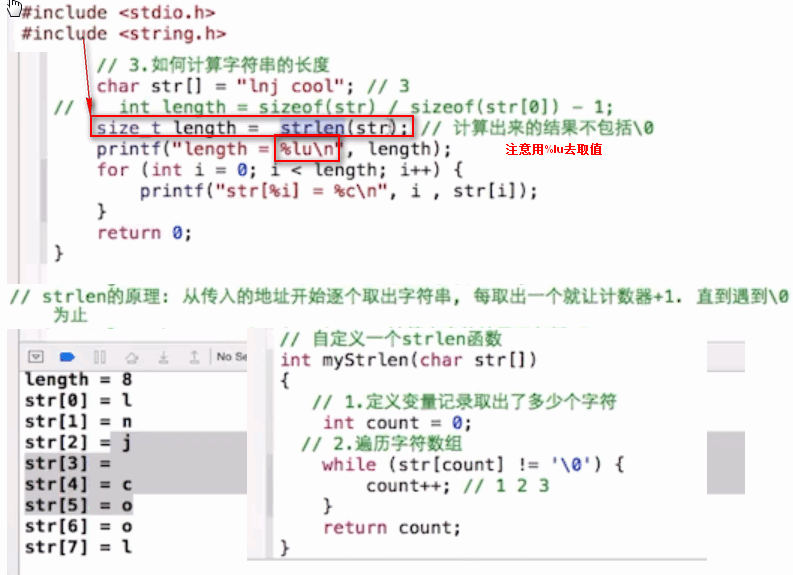 #include <stdio.h>
#include <string.h>
// 3.如何计算字符串的长度
char str[] = "lnj cool"; // 3
// int length = sizeof(str) / sizeof(str[0]) - 1;
size_t length = strlen(str); // 计算出来的结果不包括\0
printf("length = %lu\n", length);
注意用%lu去取值
for (int i = 0; i < length; i++) {
printf("str[%i] = %c\n", i , str[i]);
}
return 0;
}
// strlen的原理: 从传入的地址开始逐个取出字符串, 每取出一个就让计数器+1. 直到遇到\0
为止
No Se
length = 8
str[0] = l
str[1] = n
str[2] = j
str[3] =
str[4] = c
str[5] = o
str[6] = o
str[7] = l
// 自定义一个strlen函数
int myStrlen(char str[])
{
// 1.定义变量记录取出了多少个字符
int count = 0;
// 2.遍历字符数组
while (str[count] != '\0') {
count++; // 1 2 3
}
return count;
}